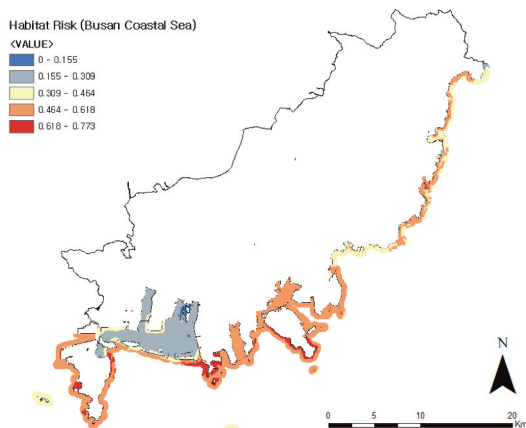 Habitat Risk (Busan Coastal Sea)
<VALUE>
0 - 0.155
0.155 - 0.309
0.309 - 0.464
0.464 - 0.618
0.618 - 0.773
N
0 5 10 20
Km